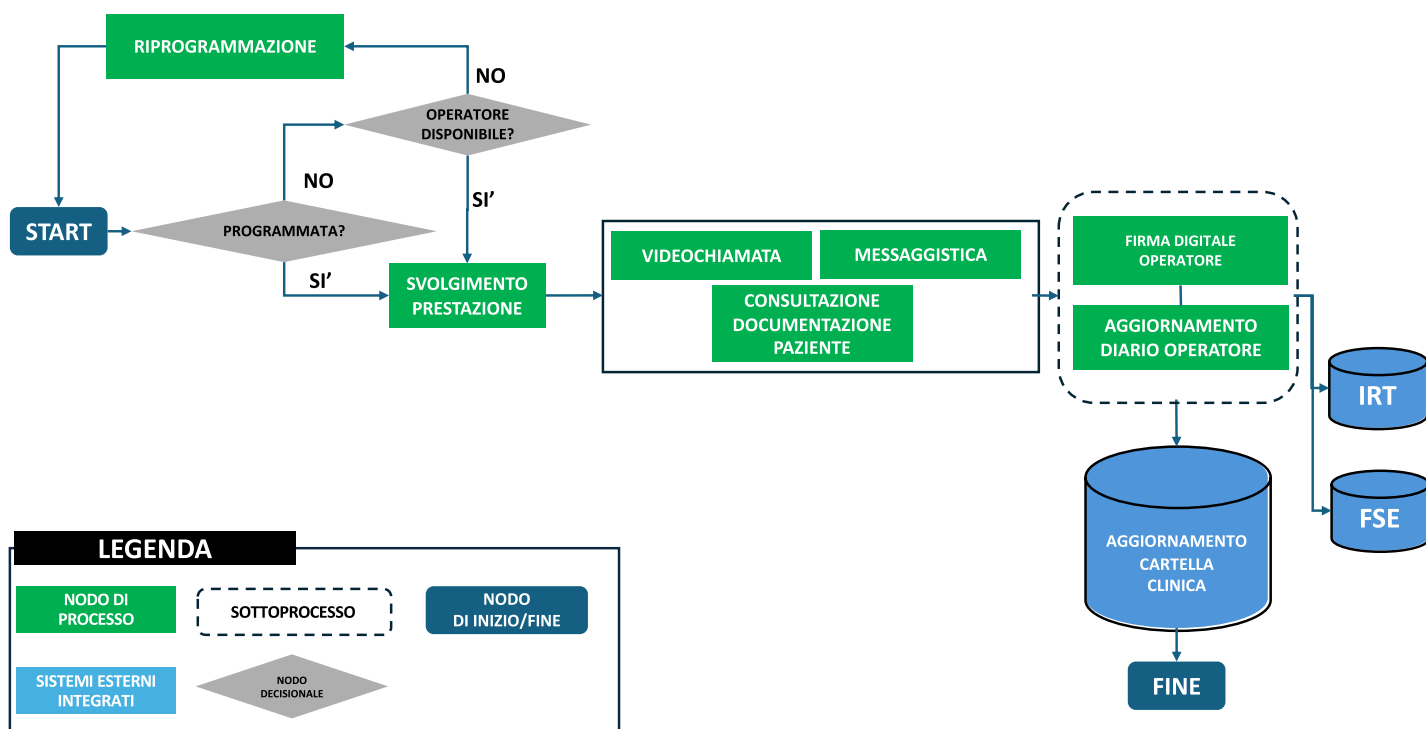 RIPROGRAMMAZIONE
NO
OPERATORE
DISPONIBILE?
NO
SI'
START
PROGRAMMATA?
SI'
SVOLGIMENTO
PRESTAZIONE
VIDEOCHIAMATA
MESSAGGISTICA
CONSULTAZIONE
DOCUMENTAZIONE
PAZIENTE
FIRMA DIGITALE
OPERATORE
AGGIORNAMENTO
DIARIO OPERATORE
IRT
FSE
AGGIORNAMENTO
CARTELLA
CLINICA
FINE
LEGENDA
NODO DI
PROCESSO
SOTTOPROCESSO
NODO
DI INIZIO/FINE
SISTEMI ESTERNI
INTEGRATI
NODO
DECISIONALE